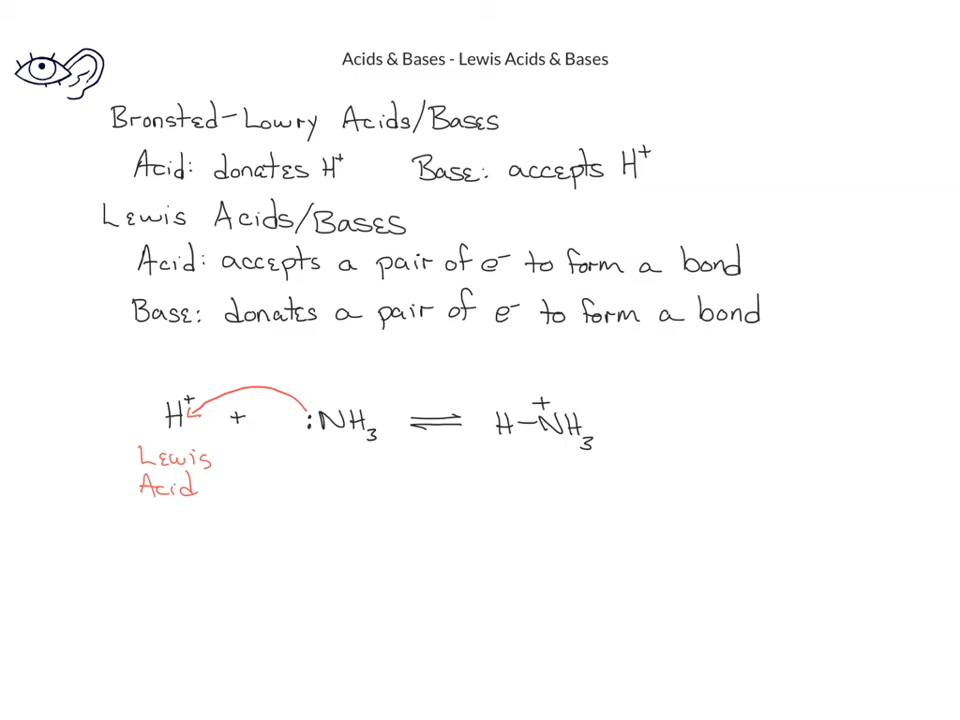 Acids & Bases - Lewis Acids & Bases
Bronsted-Lowry Acids/Bases
Acid: donates H⁺ Base: accepts H⁺
Lewis Acids/Bases
Acid: accepts a pair of e⁻ to form a bond
Base: donates a pair of e⁻ to form a bond
H⁺ + :NH₃ ⇌ H-N⁺H₃
Lewis
Acid